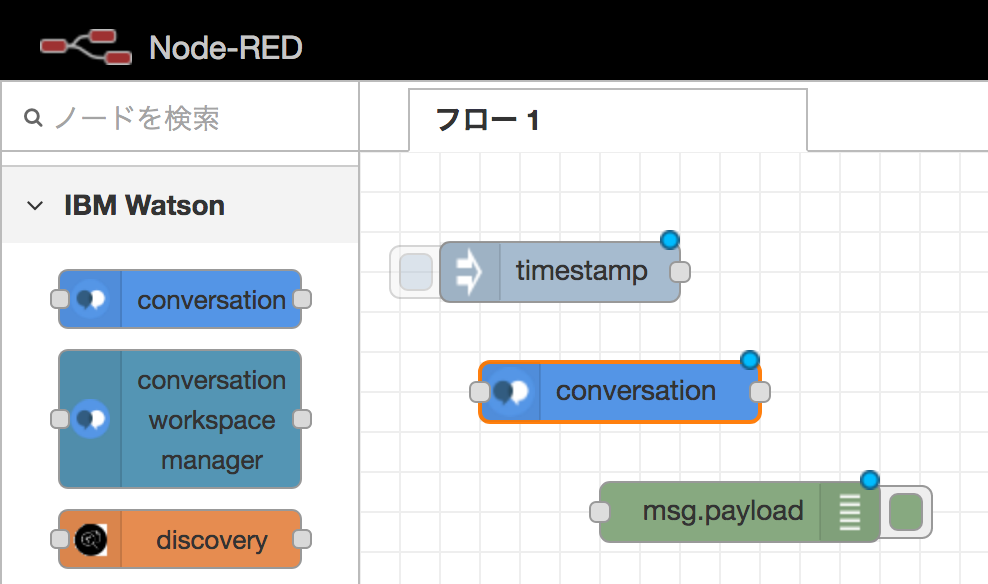 Node-RED
ノードを検索
フロー 1
IBM Watson
conversation
conversation
workspace
manager
discovery
timestamp
conversation
msg.payload